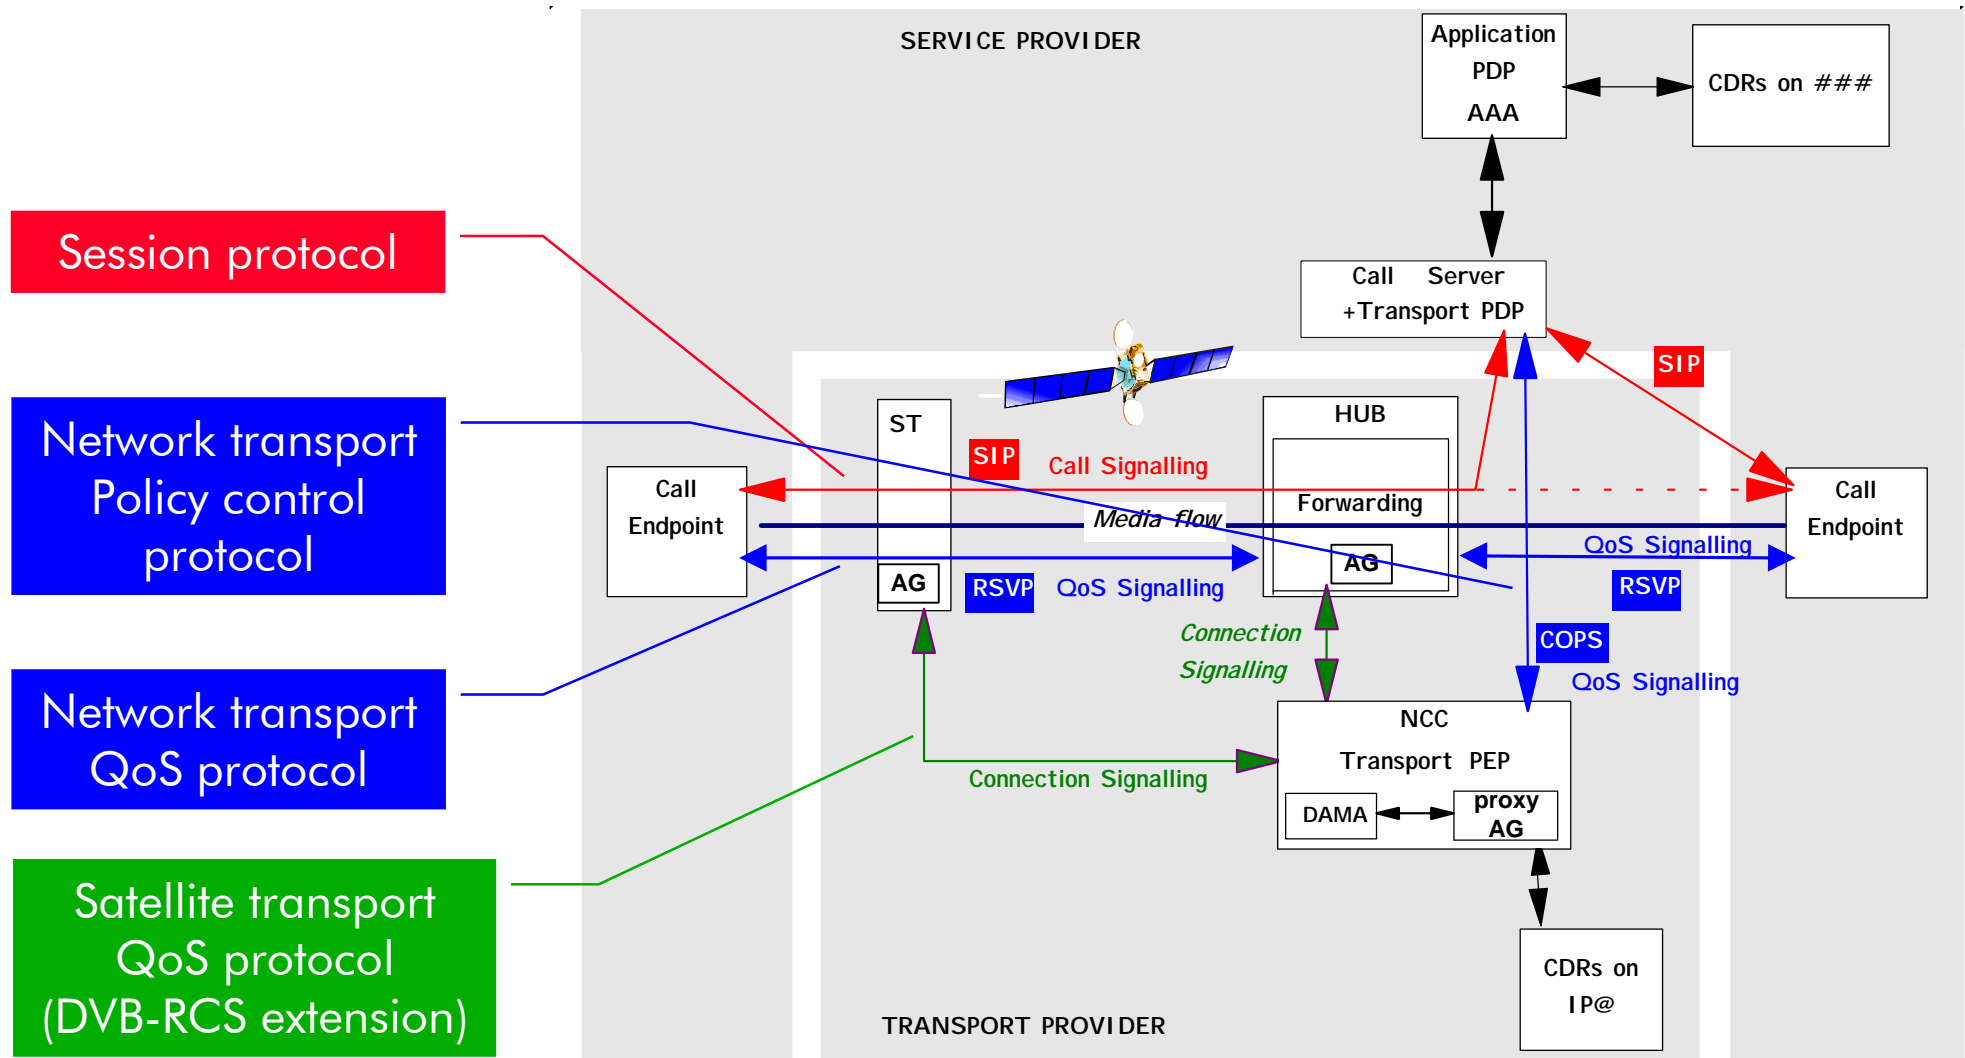 SERVICE PROVIDER
Application
PDP
AAA
CDRs on ###
Session protocol
Call Server
+Transport PDP
SIP
Network transport
Policy control
protocol
ST
HUB
SIP
Call Signalling
Call
Endpoint
Forwarding
Call
Endpoint
Media flow
QoS Signalling
AG
AG
RSVP
QoS Signalling
RSVP
Connection
Signalling
COPS
QoS Signalling
Network transport
QoS protocol
NCC
Transport PEP
Connection Signalling
DAMA
proxy
AG
Satellite transport
QoS protocol
(DVB-RCS extension)
CDRs on
IP@
TRANSPORT PROVIDER